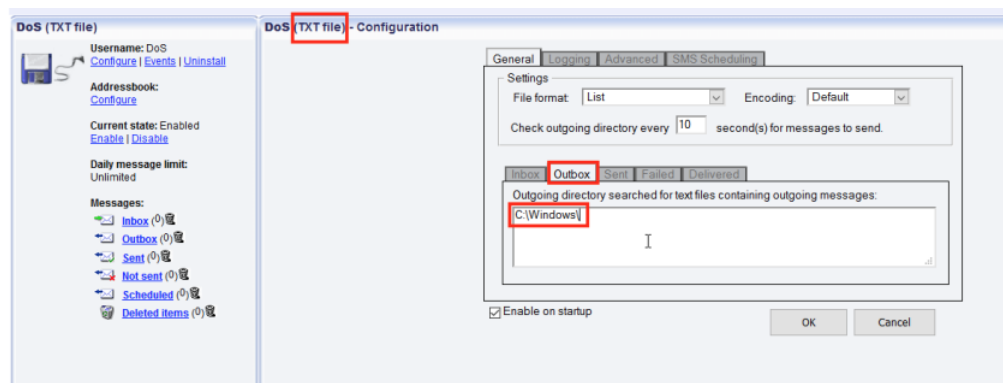 DoS (TXT file)
Username: DoS
Configure | Events | Uninstall
Addressbook:
Configure
Current state: Enabled
Enable | Disable
Daily message limit:
Unlimited
Messages:
Inbox (0)
Outbox (0)
Sent (0)
Not sent (0)
Scheduled (0)
Deleted items (0)
DoS (TXT file) - Configuration
General Logging Advanced SMS Scheduling
Settings
File format: List Encoding: Default
Check outgoing directory every 10 second(s) for messages to send.
Inbox Outbox Sent Failed Delivered
Outgoing directory searched for text files containing outgoing messages:
C:\Windows\
Enable on startup
OK Cancel